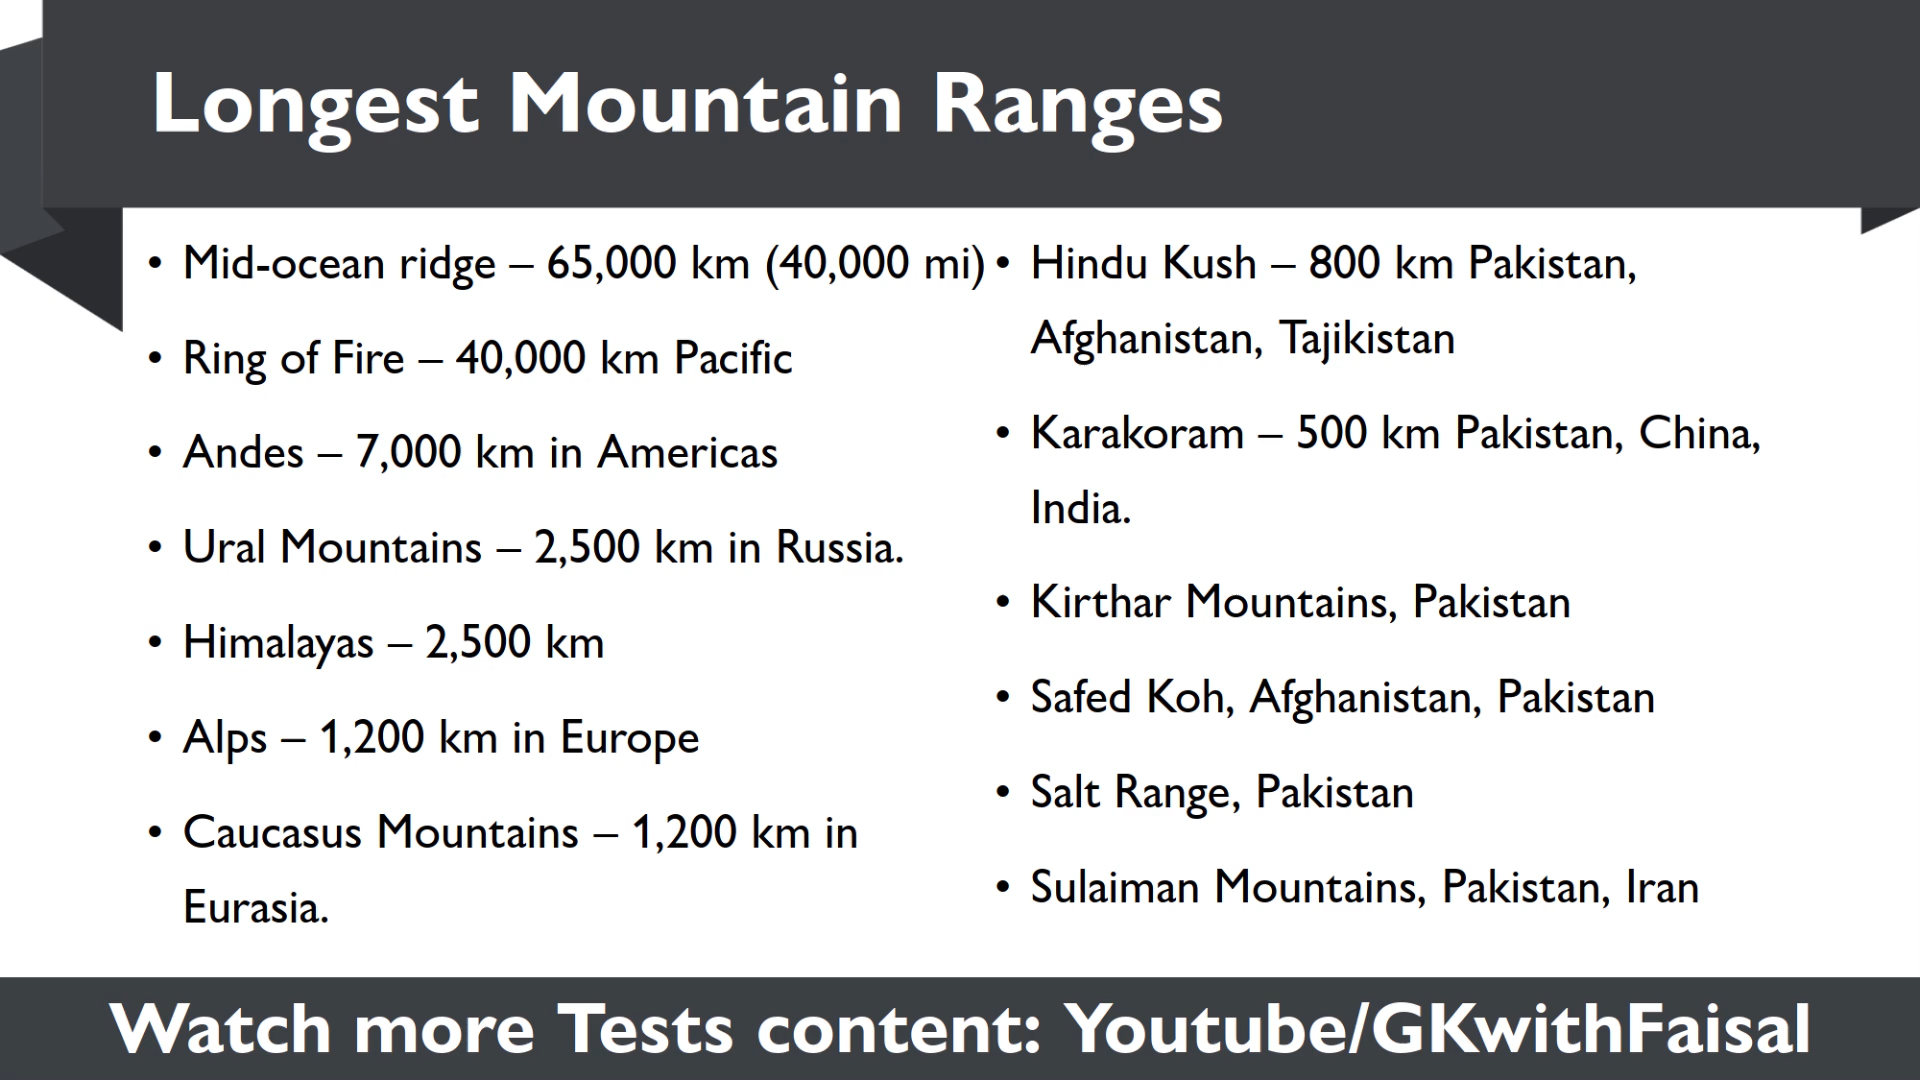 Longest Mountain Ranges
• Mid-ocean ridge – 65,000 km (40,000 mi)
• Ring of Fire – 40,000 km Pacific
• Andes – 7,000 km in Americas
• Ural Mountains – 2,500 km in Russia.
• Himalayas – 2,500 km
• Alps – 1,200 km in Europe
• Caucasus Mountains – 1,200 km in
Eurasia.
• Hindu Kush – 800 km Pakistan,
Afghanistan, Tajikistan
• Karakoram – 500 km Pakistan, China,
India.
• Kirthar Mountains, Pakistan
• Safed Koh, Afghanistan, Pakistan
• Salt Range, Pakistan
• Sulaiman Mountains, Pakistan, Iran
Watch more Tests content: Youtube/GKwithFaisal